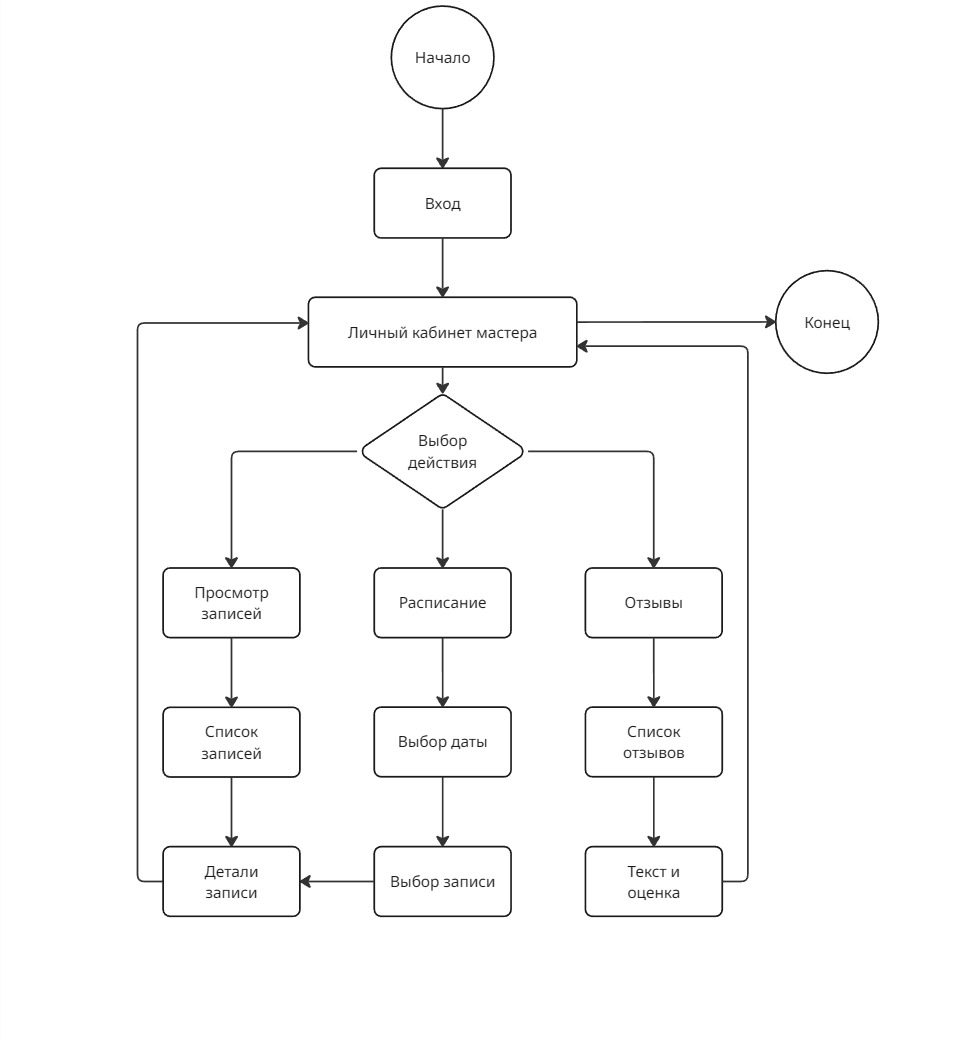 Начало
Вход
Личный кабинет мастера
Конец
Выбор
действия
Просмотр
записей
Расписание
Отзывы
Список
записей
Выбор даты
Список
отзывов
Детали
записи
Выбор записи
Текст и
оценка